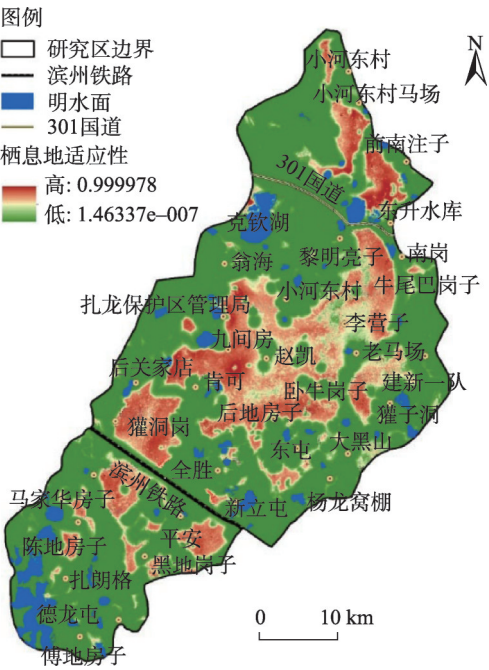 图例
研究区边界
滨州铁路
明水面
301国道
栖息地适应性
高: 0.999978
低: 1.46337e–007
N
小河东村
小河东村马场
前南注子
301国道
东升水库
克钦湖
南岗
黎明亮子
翁海
牛尾巴岗子
小河东村
扎龙保护区管理局
李营子
九间房
老马场
赵凯
后关家店
肯可
建新一队
卧牛岗子
后地房子
獾子洞
獾洞岗
大黑山
东屯
全胜
滨州铁路
马家华房子
杨龙窝棚
新立屯
平安
陈地房子
黑地岗子
扎朗格
德龙屯
傅地房子
0 10 km